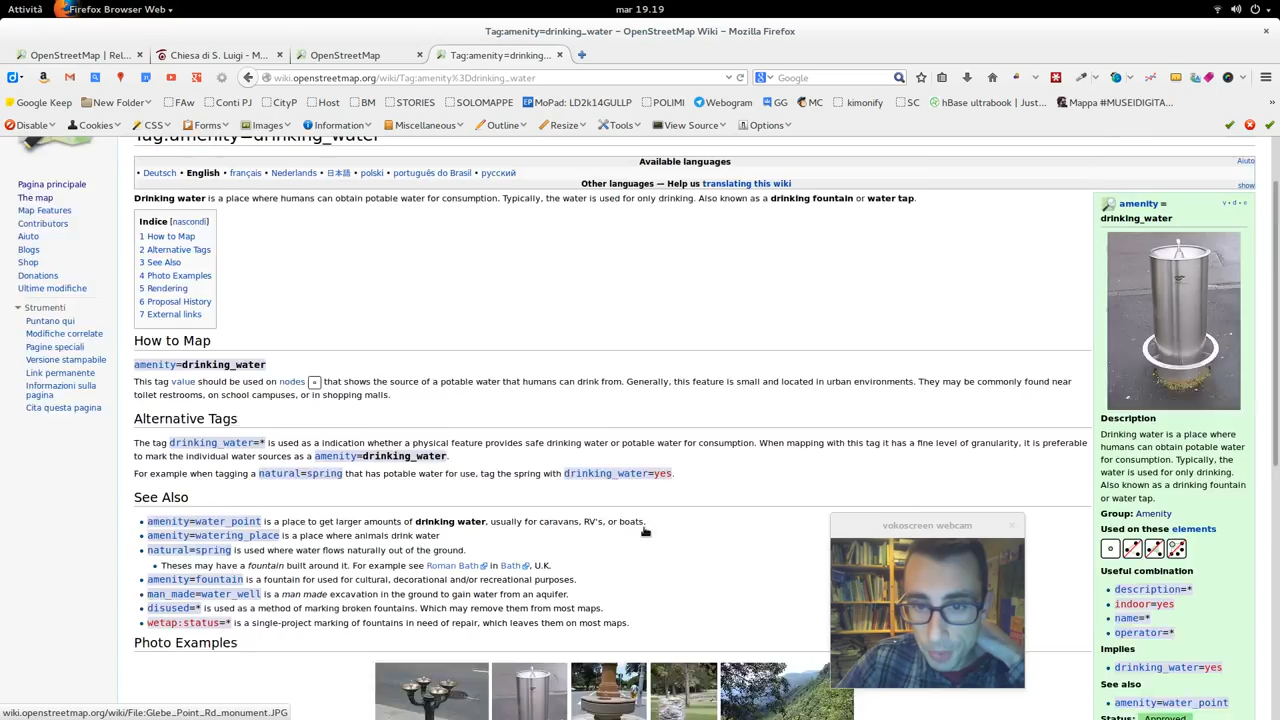 Attività
Firefox Browser Web
mar 19.19
Tag:amenity=drinking_water – OpenStreetMap Wiki – Mozilla Firefox
OpenStreetMap | Rel...
Chiesa di S. Luigi - M...
OpenStreetMap
Tag:amenity=drinking...
wiki.openstreetmap.org/wiki/Tag:amenity%3Ddrinking_water
Google
Google Keep
New Folder
FAw
Conti PJ
CityP
Host
BM
STORIES
SOLOMAPPE
MoPad: LD2k14GULLP
POLIMI
Webogram
GG
MC
kimonify
SC
hBase ultrabook | Just...
Mappa #MUSEIDIGITA...
Disable
Cookies
CSS
Forms
Images
Information
Miscellaneous
Outline
Resize
Tools
View Source
Options
Tag:amenity=drinking_water
Available languages
Aiuto
• Deutsch • English • français • Nederlands • 日本語 • polski • português do Brasil • русский
Other languages — Help us translating this wiki
show
Pagina principale
The map
Map Features
Contributors
Aiuto
Blogs
Shop
Donations
Ultime modifiche
Strumenti
Puntano qui
Modifiche correlate
Pagine speciali
Versione stampabile
Link permanente
Informazioni sulla
pagina
Cita questa pagina
Drinking water is a place where humans can obtain potable water for consumption. Typically, the water is used for only drinking. Also known as a drinking fountain or water tap.
Indice [nascondi]
1 How to Map
2 Alternative Tags
3 See Also
4 Photo Examples
5 Rendering
6 Proposal History
7 External links
How to Map
amenity=drinking_water
This tag value should be used on nodes that shows the source of a potable water that humans can drink from. Generally, this feature is small and located in urban environments. They may be commonly found near
toilet restrooms, on school campuses, or in shopping malls.
Alternative Tags
The tag drinking_water=* is used as a indication whether a physical feature provides safe drinking water or potable water for consumption. When mapping with this tag it has a fine level of granularity, it is preferable
to mark the individual water sources as a amenity=drinking_water.
For example when tagging a natural=spring that has potable water for use, tag the spring with drinking_water=yes.
See Also
• amenity=water_point is a place to get larger amounts of drinking water, usually for caravans, RV's, or boats.
• amenity=watering_place is a place where animals drink water
• natural=spring is used where water flows naturally out of the ground.
• Theses may have a fountain built around it. For example see Roman Bath in Bath, U.K.
• amenity=fountain is a fountain for used for cultural, decorational and/or recreational purposes.
• man_made=water_well is a man made excavation in the ground to gain water from an aquifer.
• disused=* is used as a method of marking broken fountains. Which may remove them from most maps.
• wetap:status=* is a single-project marking of fountains in need of repair, which leaves them on most maps.
Photo Examples
vokoscreen webcam
amenity =
drinking_water
v · d · e
Description
Drinking water is a place where
humans can obtain potable water
for consumption. Typically, the
water is used for only drinking.
Also known as a drinking fountain
or water tap.
Group: Amenity
Used on these elements
Useful combination
• description=*
• indoor=yes
• name=*
• operator=*
Implies
• drinking_water=yes
See also
• amenity=water_point
Status: Approved
wiki.openstreetmap.org/wiki/File:Glebe_Point_Rd_monument.JPG